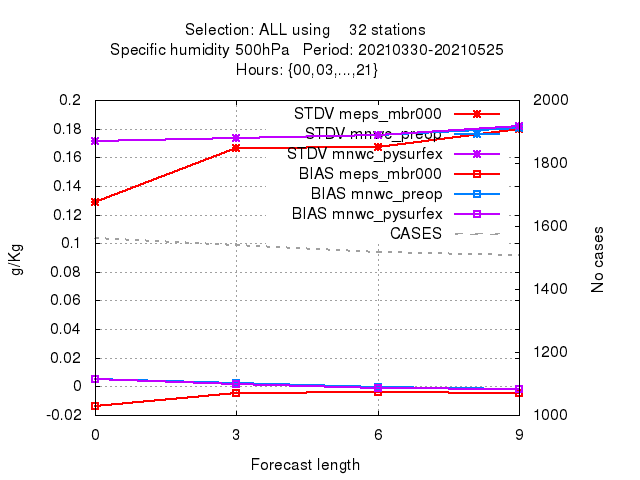 Selection: ALL using 32 stations
Specific humidity 500hPa Period: 20210330-20210525
Hours: {00,03,...,21}
0.2
0.18
0.16
0.14
0.12
0.1
0.08
0.06
0.04
0.02
0
-0.02
2000
1800
1600
1400
1200
1000
STDV meps_mbr000
STDV mnwc_preop
STDV mnwc_pysurfex
BIAS meps_mbr000
BIAS mnwc_preop
BIAS mnwc_pysurfex
CASES
g/Kg
No cases
0 3 6 9
Forecast length